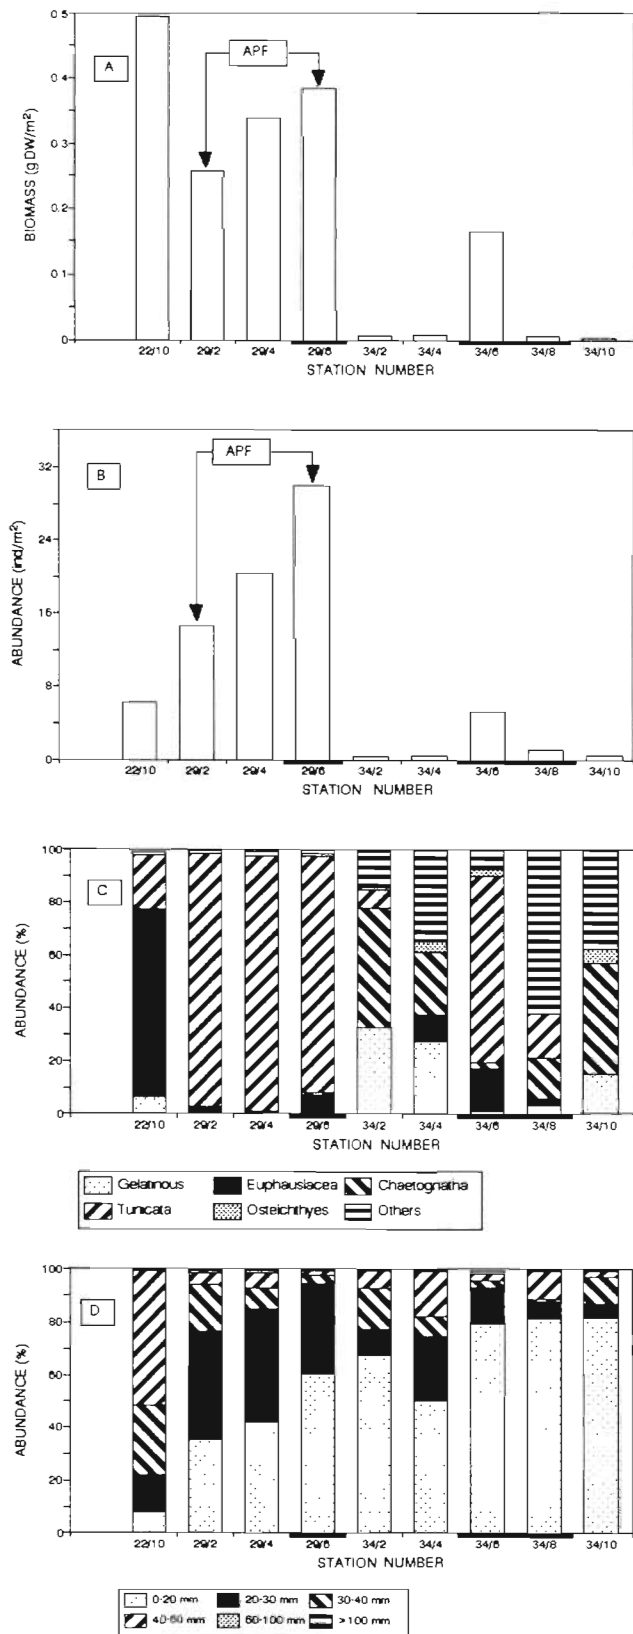 A
APF
BIOMASS (g DW/m²)
0.5
0.4
0.3
0.2
0.1
0
22/10 29/2 29/4 29/6 34/2 34/4 34/6 34/8 34/10
STATION NUMBER
B
APF
ABUNDANCE (ind/m²)
32
24
16
8
0
22/10 29/2 29/4 29/6 34/2 34/4 34/6 34/8 34/10
STATION NUMBER
C
ABUNDANCE (%)
100
80
60
40
20
0
22/10 29/2 29/4 29/6 34/2 34/4 34/6 34/8 34/10
STATION NUMBER
Gelatinous Euphausiacea Chaetognatha
Tunicata Osteichthyes Others
D
ABUNDANCE (%)
100
80
60
40
20
0
22/10 29/2 29/4 29/6 34/2 34/4 34/6 34/8 34/10
STATION NUMBER
0-20 mm 20-30 mm 30-40 mm
40-60 mm 60-100 mm >100 mm